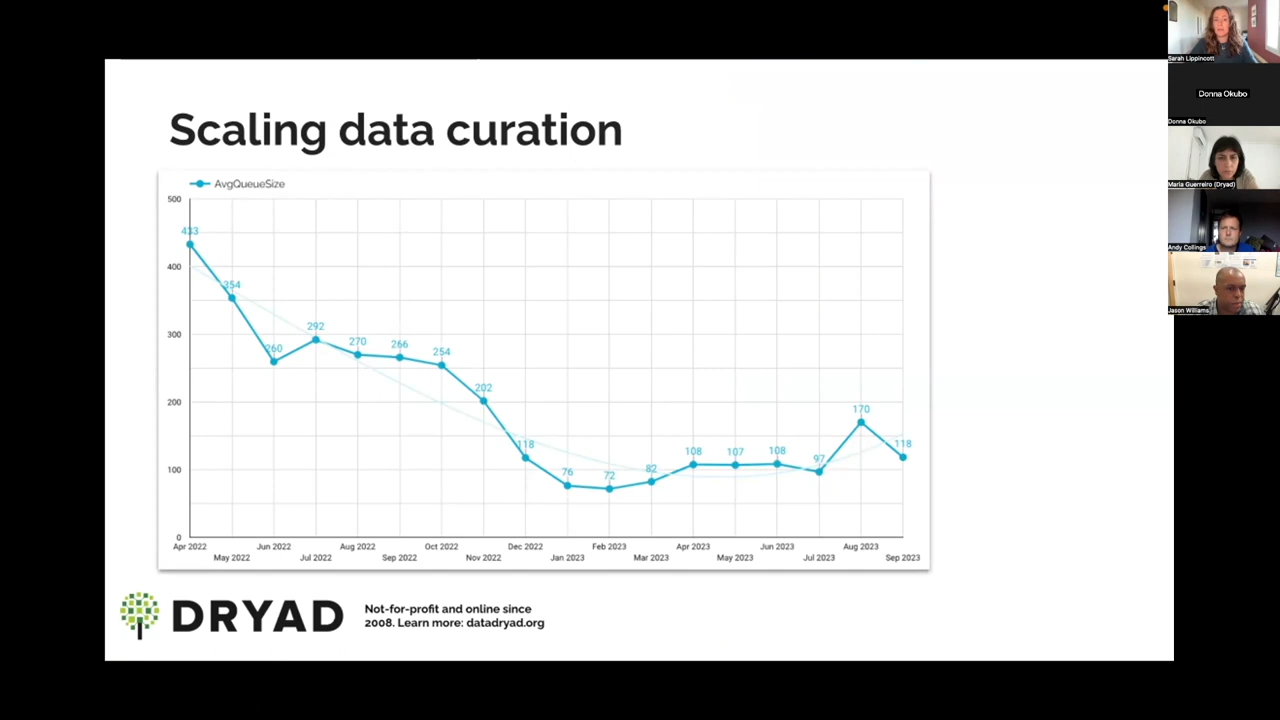 Scaling data curation
AvgQueueSize
500
400
300
200
100
0
433
354
260
292
270
266
254
202
118
76
72
82
108
107
108
97
170
118
Apr 2022
May 2022
Jun 2022
Jul 2022
Aug 2022
Sep 2022
Oct 2022
Nov 2022
Dec 2022
Jan 2023
Feb 2023
Mar 2023
Apr 2023
May 2023
Jun 2023
Jul 2023
Aug 2023
Sep 2023
DRYAD
Not-for-profit and online since
2008. Learn more: datadryad.org
Sarah Lippincott
Donna Okubo
Donna Okubo
Maria Guerreiro (Dryad)
Andy Collings
Jason Williams